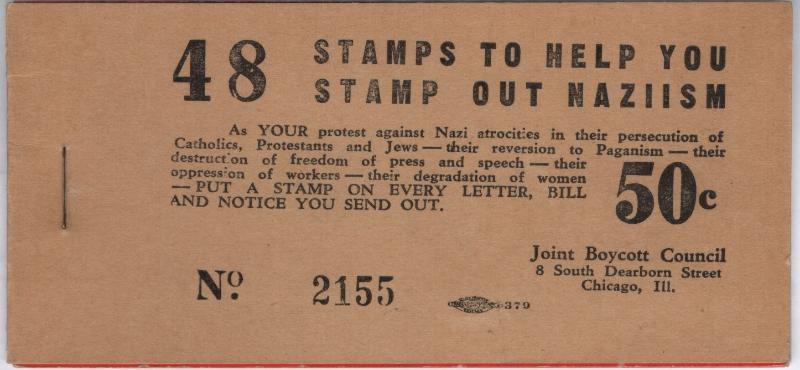 48 STAMPS TO HELP YOU
STAMP OUT NAZIISM
As YOUR protest against Nazi atrocities in their persecution of
Catholics, Protestants and Jews — their reversion to Paganism — their
destruction of freedom of press and speech — their
oppression of workers — their degradation of women
— PUT A STAMP ON EVERY LETTER, BILL
AND NOTICE YOU SEND OUT.
50c
Joint Boycott Council
8 South Dearborn Street
Chicago, Ill.
No. 2155
379